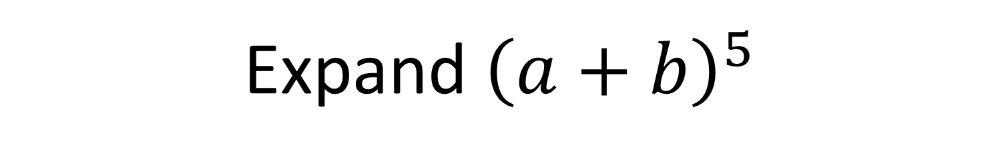 Expand $(a + b)^5$